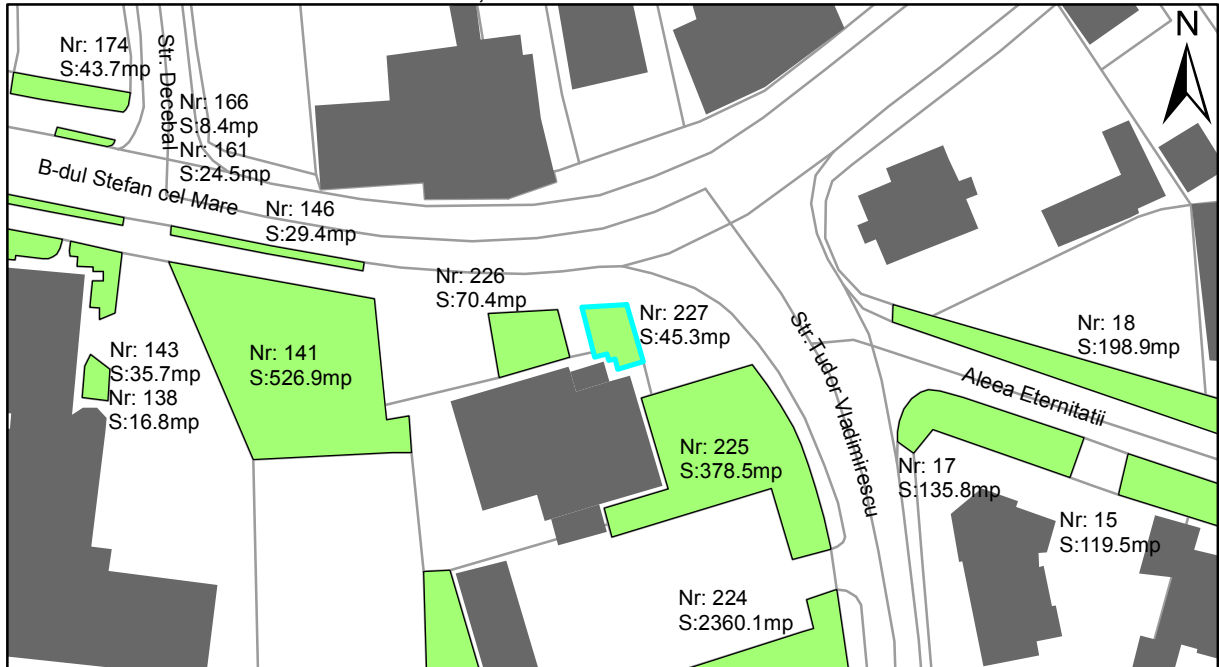 N
Nr: 174
S:43.7mp
Str. Decebal
Nr: 166
S:8.4mp
Nr: 161
S:24.5mp
B-dul Stefan cel Mare
Nr: 146
S:29.4mp
Nr: 226
S:70.4mp
Nr: 227
S:45.3mp
Str.Tudor Vladimirescu
Nr: 18
S:198.9mp
Nr: 143
S:35.7mp
Nr: 138
S:16.8mp
Nr: 141
S:526.9mp
Aleea Eternitatii
Nr: 225
S:378.5mp
Nr: 17
S:135.8mp
Nr: 15
S:119.5mp
Nr: 224
S:2360.1mp